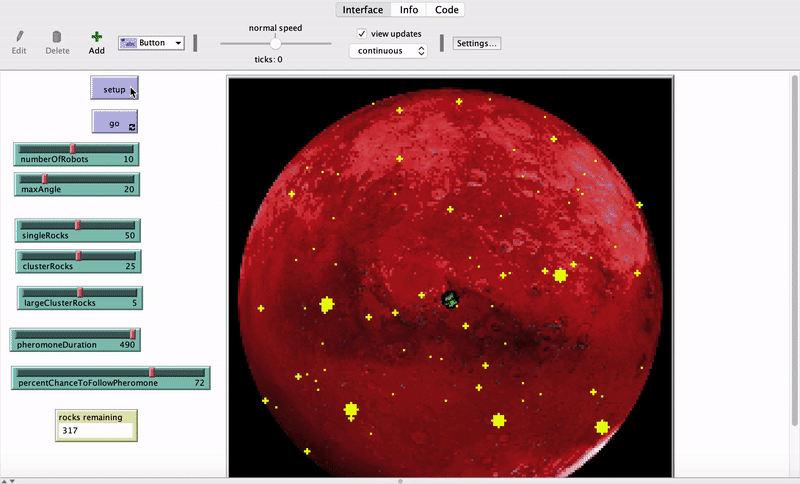 Interface Info Code
Edit Delete Add abc Button
normal speed
ticks: 0
view updates
continuous
Settings...
setup
go
numberOfRobots 10
maxAngle 20
singleRocks 50
clusterRocks 25
largeClusterRocks 5
pheromoneDuration 490
percentChanceToFollowPheromone 72
rocks remaining
317